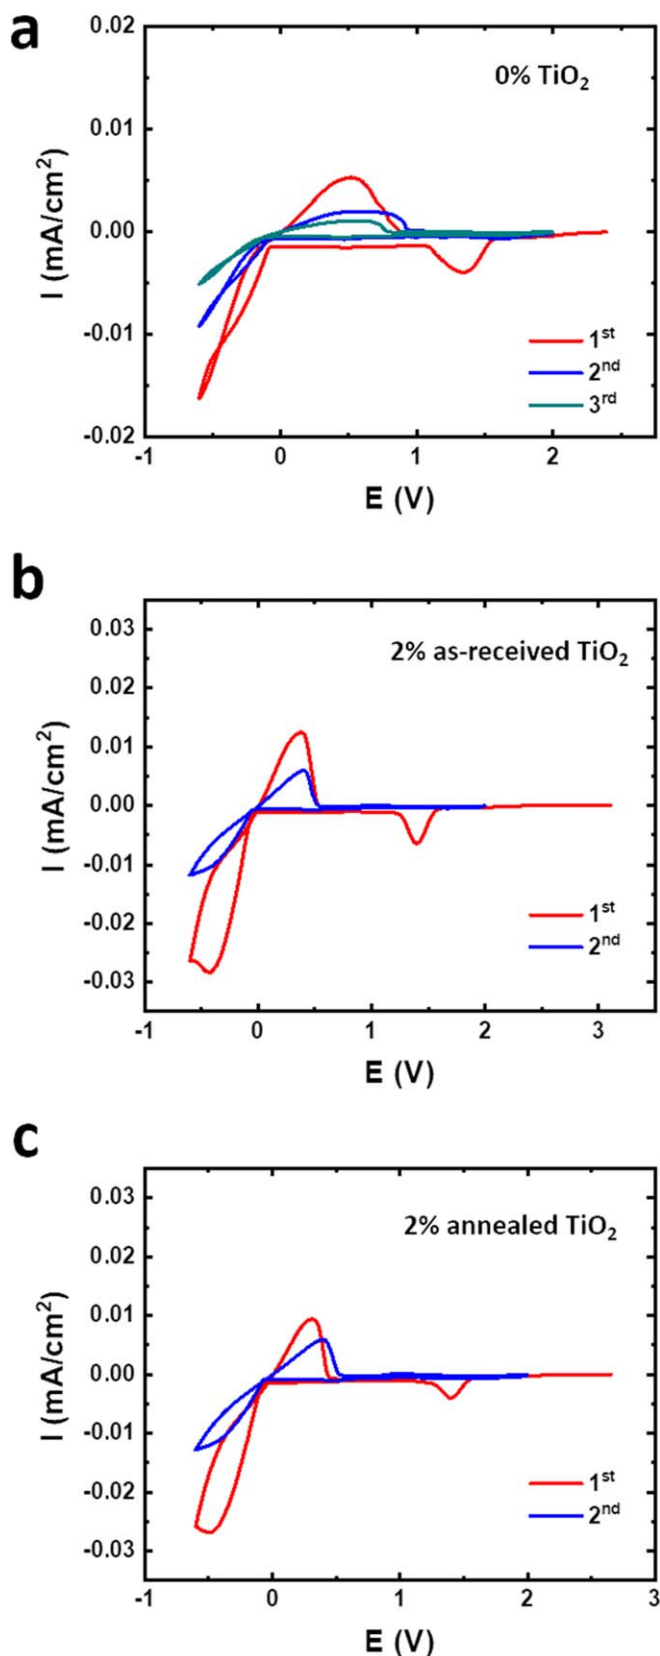 a
0% TiO₂
0.02
0.01
0.00
-0.01
-0.02
I (mA/cm²)
1st
2nd
3rd
-1 0 1 2
E (V)
b
2% as-received TiO₂
0.03
0.02
0.01
0.00
-0.01
-0.02
-0.03
I (mA/cm²)
1st
2nd
-1 0 1 2 3
E (V)
c
2% annealed TiO₂
0.03
0.02
0.01
0.00
-0.01
-0.02
-0.03
I (mA/cm²)
1st
2nd
-1 0 1 2 3
E (V)